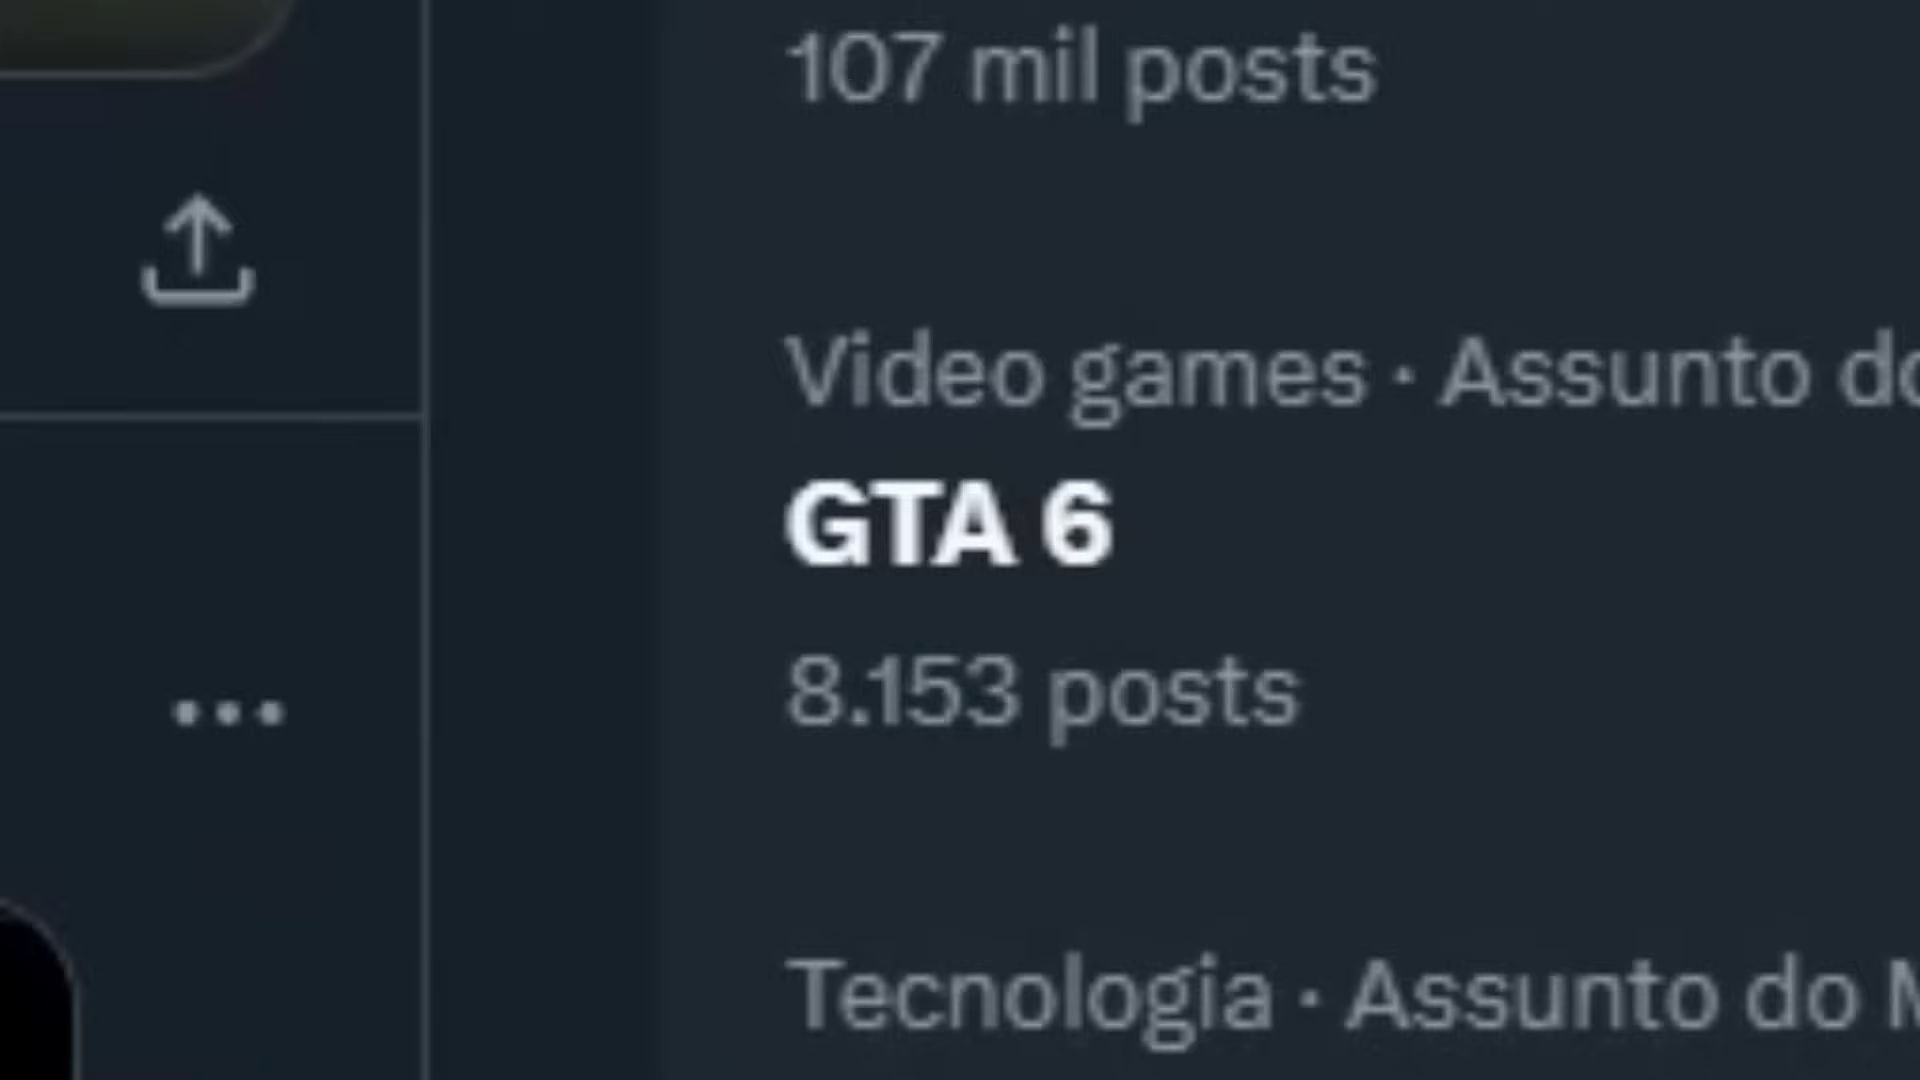 107 mil posts
Video games · Assunto do
GTA 6
8.153 posts
Tecnologia · Assunto do M